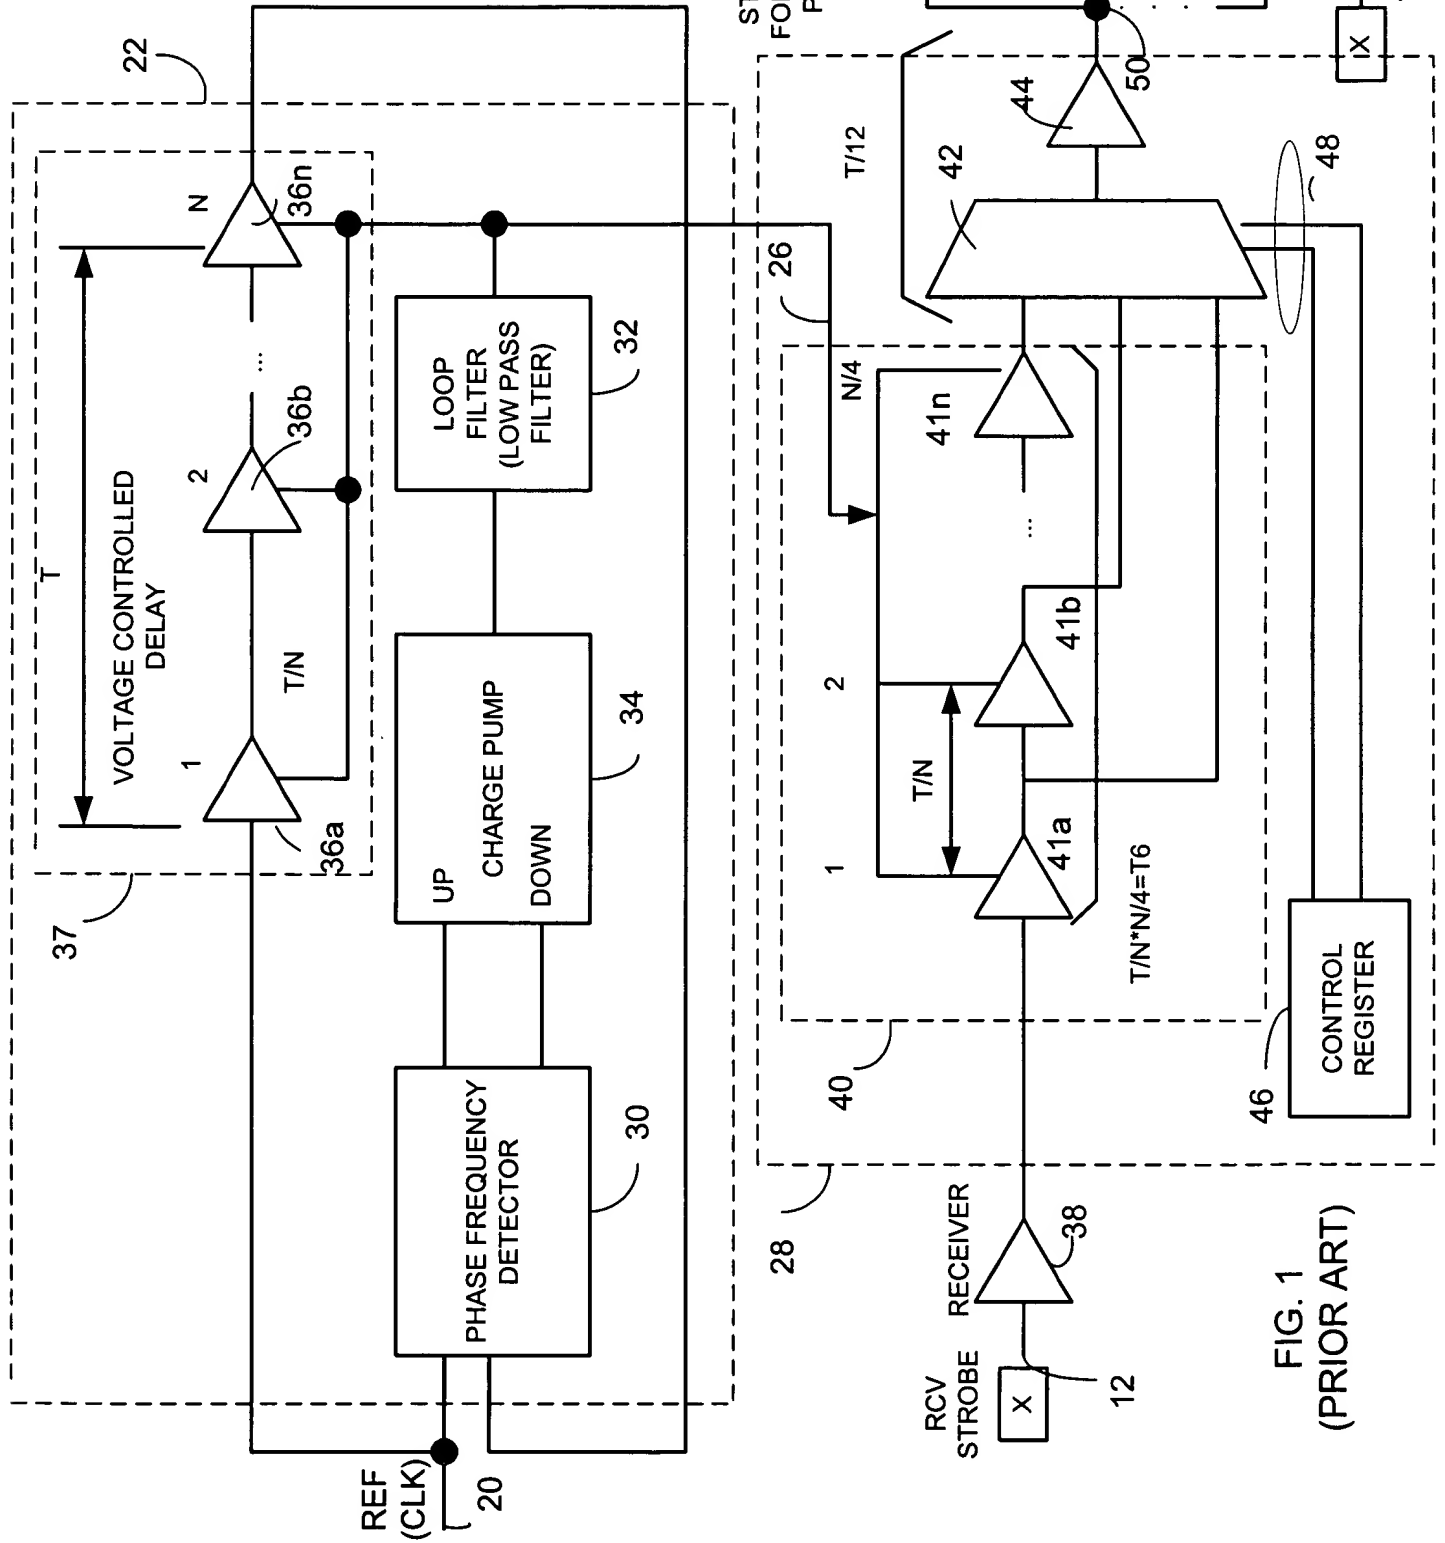 22
T
VOLTAGE CONTROLLED
DELAY
1
2
N
36a
36b
...
36n
T/N
37
REF
(CLK)
20
PHASE FREQUENCY
DETECTOR
30
UP
CHARGE PUMP
DOWN
34
LOOP
FILTER
(LOW PASS
FILTER)
32
26
28
RCV
STROBE
X
12
RECEIVER
38
40
1
2
N/4
T/N
41a
41b
...
41n
T/N*N/4=T6
T/12
42
44
50
48
46
CONTROL
REGISTER
ST
FO
P
X
FIG. 1
(PRIOR ART)